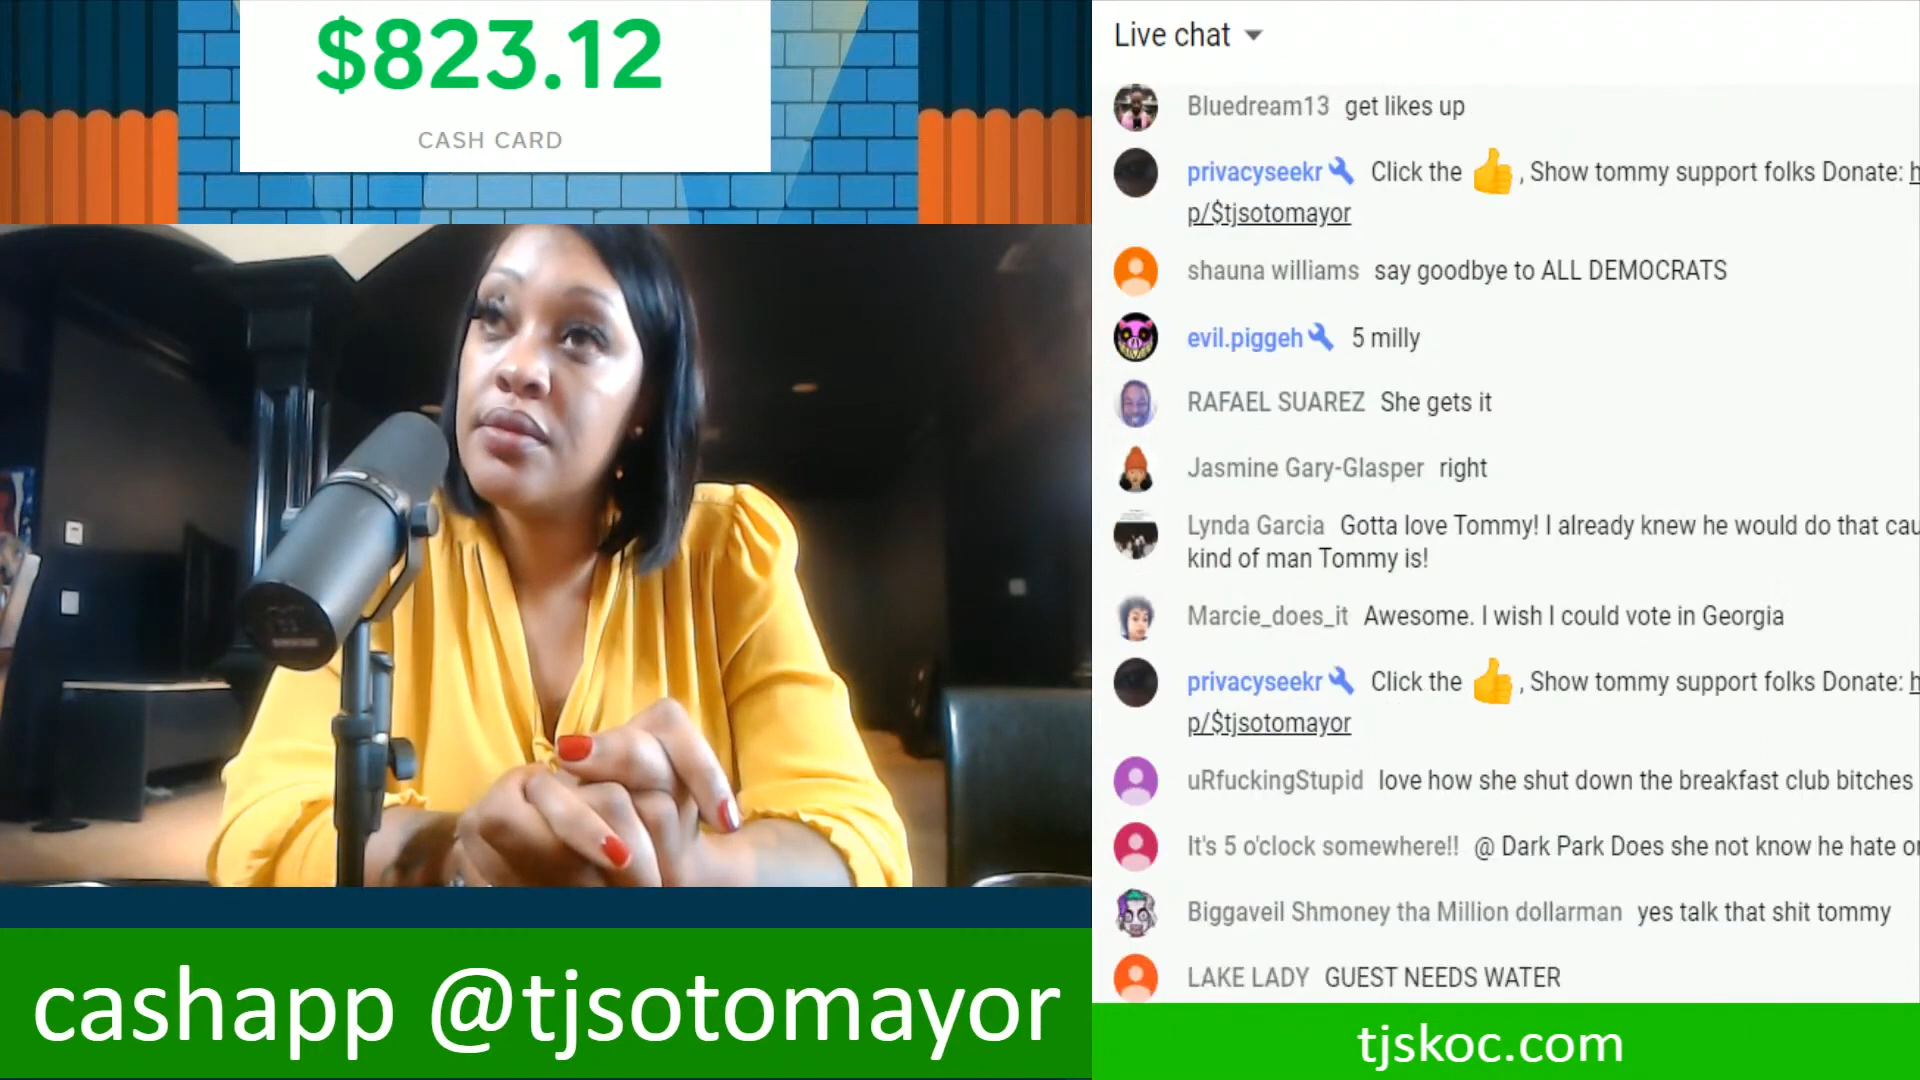 $823.12
CASH CARD
cashapp @tjsotomayor
Live chat
Bluedream13 get likes up
privacyseekr Click the 👍, Show tommy support folks Donate:
p/$tjsotomayor
shauna williams say goodbye to ALL DEMOCRATS
evil.piggeh 5 milly
RAFAEL SUAREZ She gets it
Jasmine Gary-Glasper right
Lynda Garcia Gotta love Tommy! I already knew he would do that
kind of man Tommy is!
Marcie_does_it Awesome. I wish I could vote in Georgia
privacyseekr Click the 👍, Show tommy support folks Donate:
p/$tjsotomayor
uRfuckingStupid love how she shut down the breakfast club bitches
It's 5 o'clock somewhere!! @ Dark Park Does she not know he hate
Biggaveil Shmoney tha Million dollarman yes talk that shit tommy
LAKE LADY GUEST NEEDS WATER
tjskoc.com